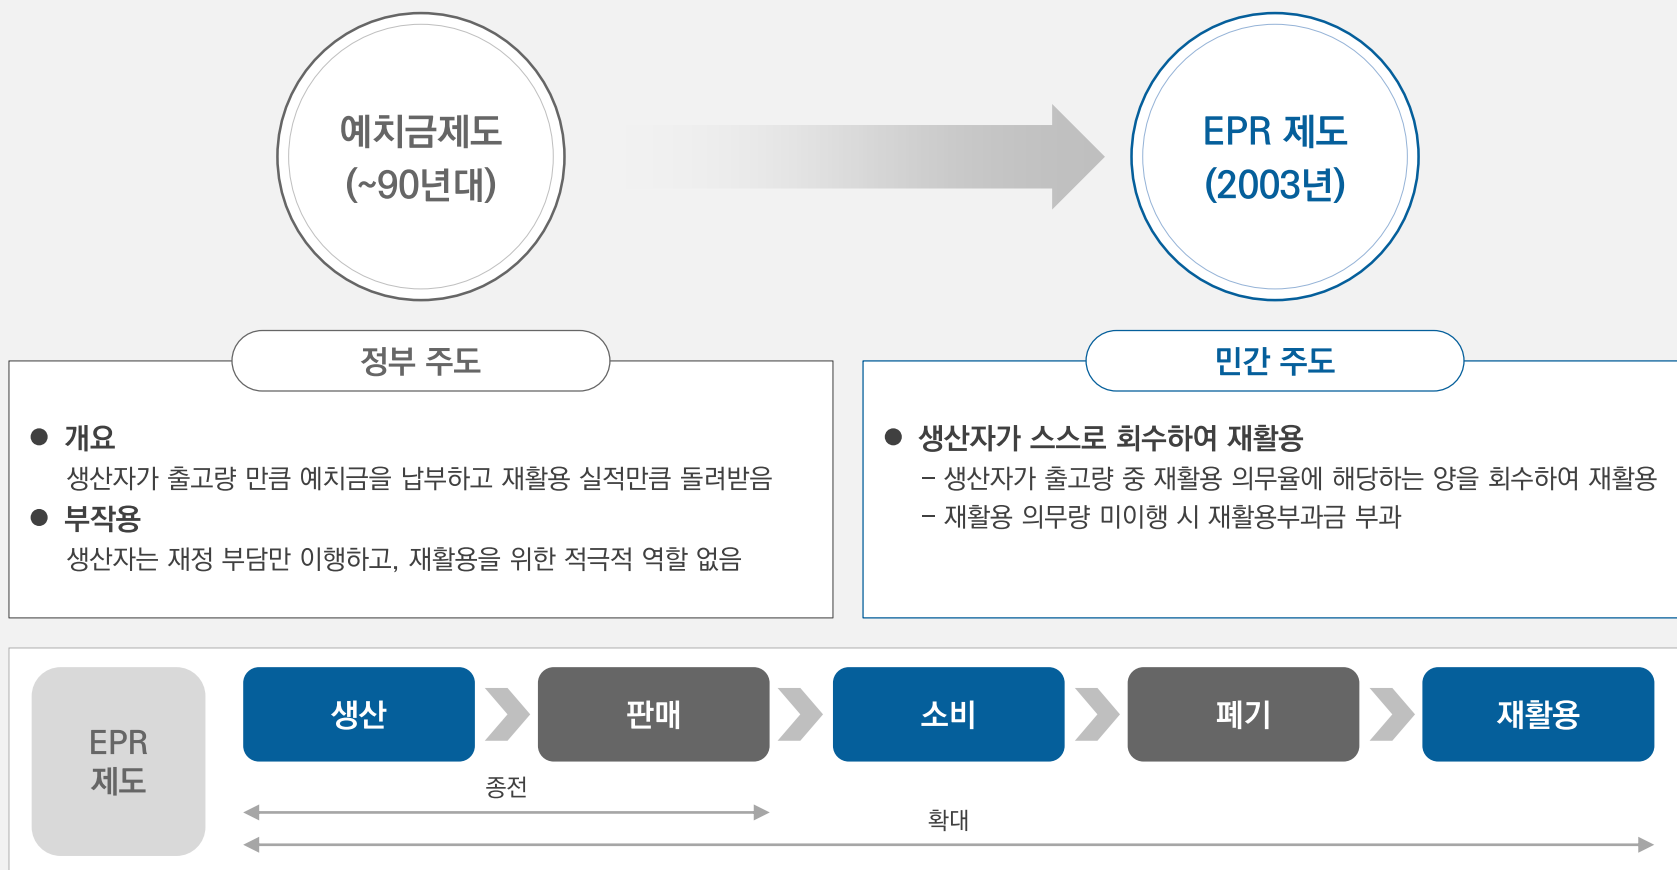 예치금제도
(~90년대)
EPR 제도
(2003년)
정부 주도
● 개요
생산자가 출고량 만큼 예치금을 납부하고 재활용 실적만큼 돌려받음
● 부작용
생산자는 재정 부담만 이행하고, 재활용을 위한 적극적 역할 없음
민간 주도
● 생산자가 스스로 회수하여 재활용
– 생산자가 출고량 중 재활용 의무율에 해당하는 양을 회수하여 재활용
– 재활용 의무량 미이행 시 재활용부과금 부과
EPR
제도
생산
판매
소비
폐기
재활용
종전
확대